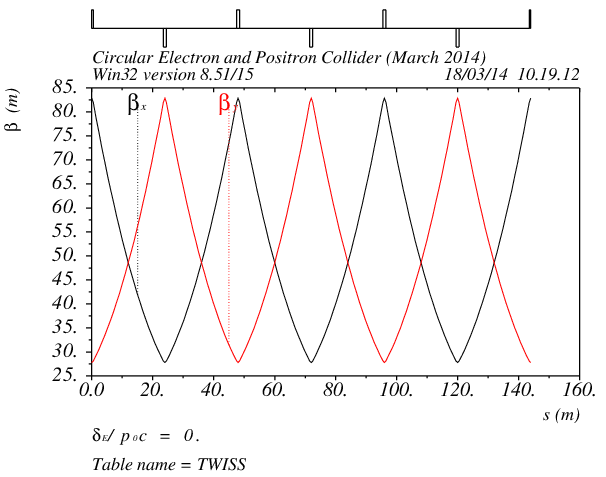 Circular Electron and Positron Collider (March 2014)
Win32 version 8.51/15 18/03/14 10.19.12
β (m)
85.
80.
75.
70.
65.
60.
55.
50.
45.
40.
35.
30.
25.
βx β
0.0 20. 40. 60. 80. 100. 120. 140. 160.
s (m)
δE/ p0c = 0.
Table name = TWISS